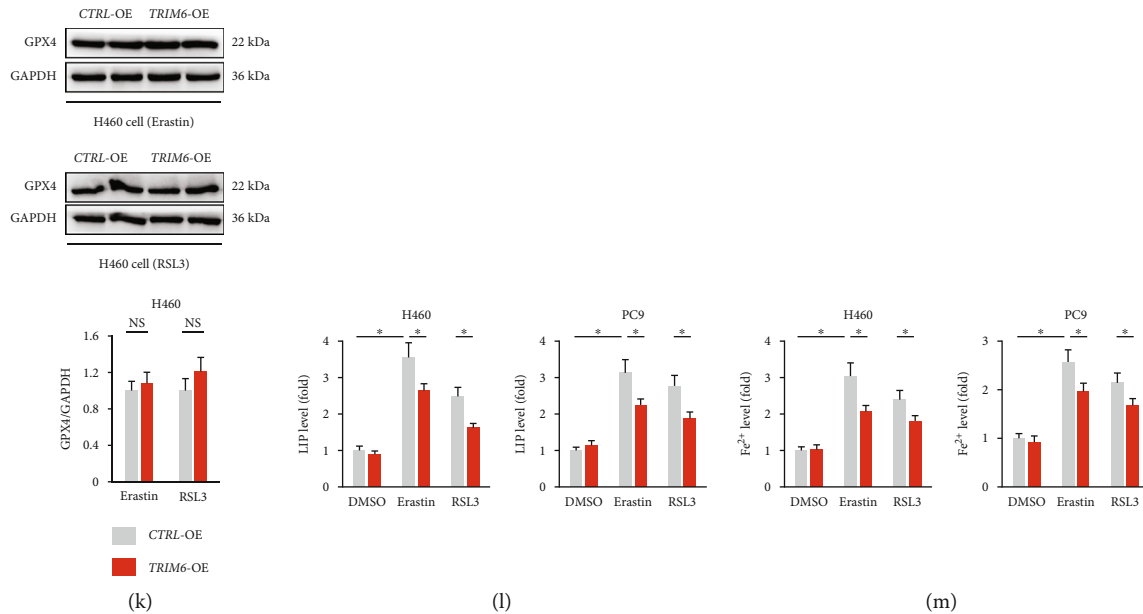 CTRL-OE TRIM6-OE
GPX4 22 kDa
GAPDH 36 kDa
H460 cell (Erastin)
CTRL-OE TRIM6-OE
GPX4 22 kDa
GAPDH 36 kDa
H460 cell (RSL3)
H460
NS NS
GPX4/GAPDH
1.6
1.2
0.9
0.4
0
Erastin RSL3
CTRL-OE
TRIM6-OE
(k)
H460
* * *
LIP level (fold)
4
3
2
1
0
DMSO Erastin RSL3
PC9
* * *
LIP level (fold)
4
3
2
1
0
DMSO Erastin RSL3
(l)
H460
* * *
Fe²⁺ level (fold)
4
3
2
1
0
DMSO Erastin RSL3
PC9
* * *
Fe²⁺ level (fold)
3
2
1
0
DMSO Erastin RSL3
(m)